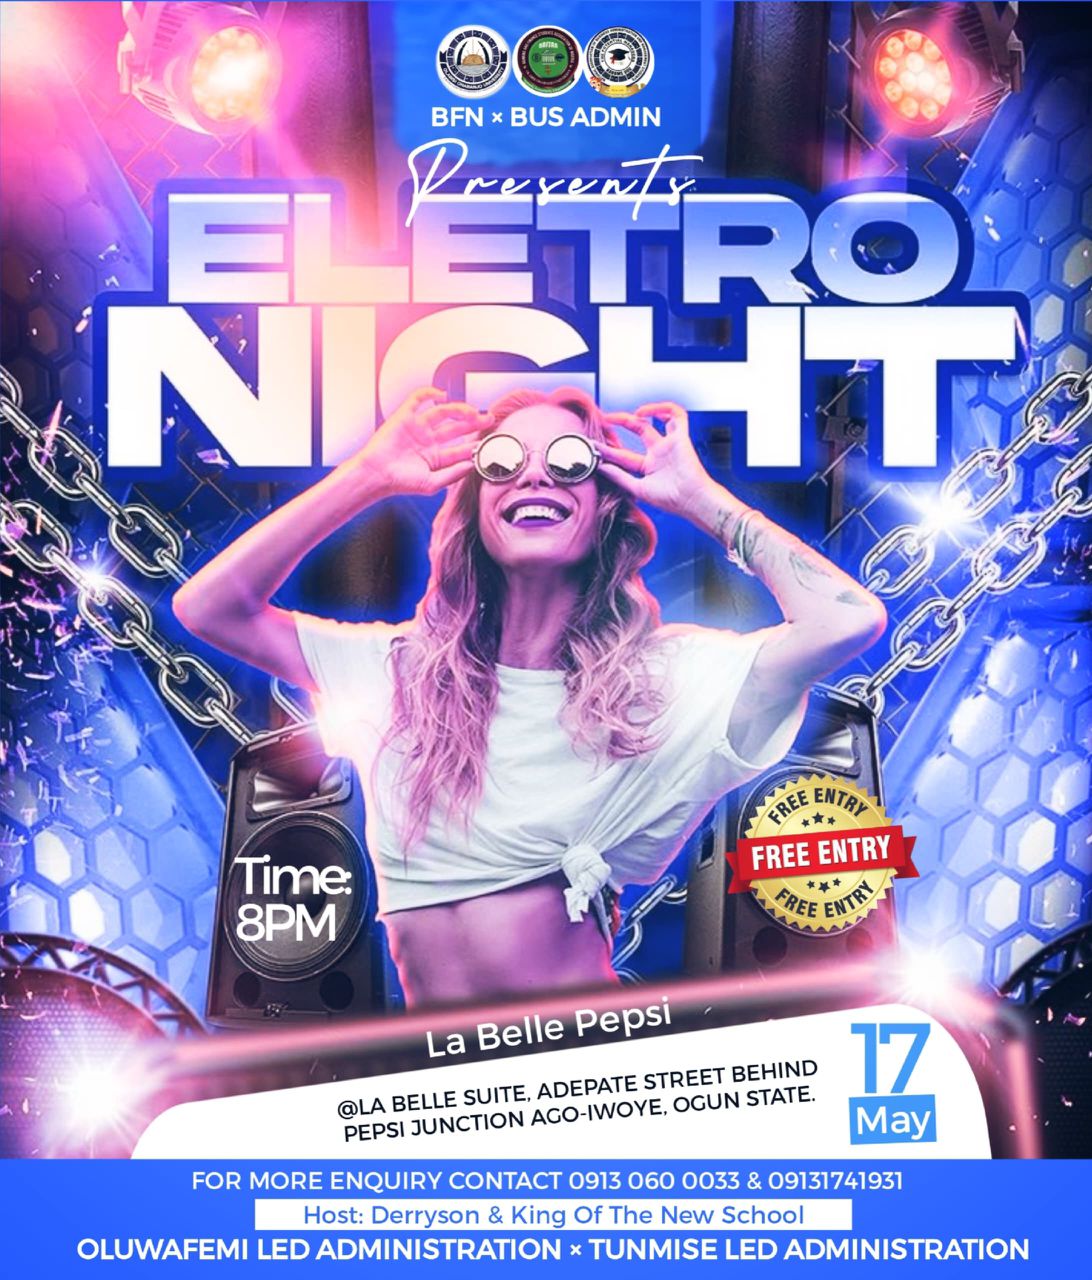 BFN × BUS ADMIN
Presents
ELETRO
NIGHT
FREE ENTRY
FREE ENTRY
FREE ENTRY
Time:
8PM
La Belle Pepsi
@LA BELLE SUITE, ADEPATE STREET BEHIND
PEPSI JUNCTION AGO-IWOYE, OGUN STATE.
17
May
FOR MORE ENQUIRY CONTACT 0913 060 0033 & 09131741931
Host: Derryson & King Of The New School
OLUWAFEMI LED ADMINISTRATION × TUNMISE LED ADMINISTRATION